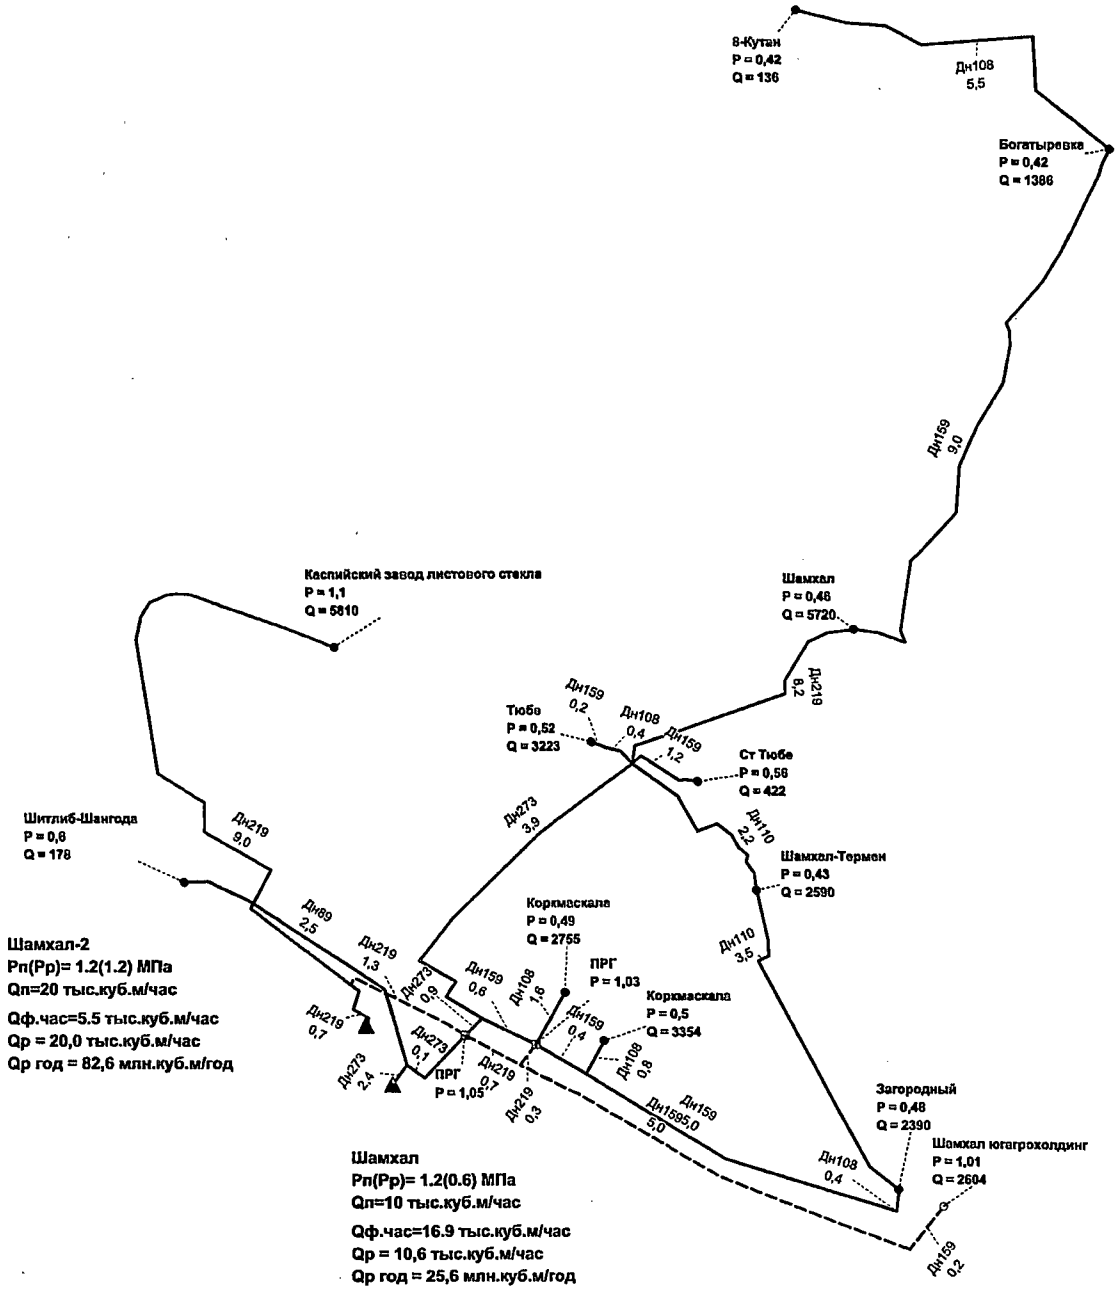 8-Кутан
Р = 0,42
Q = 136
Дн108
5,5
Богатыревка
Р = 0,42
Q = 1386
Дн159
9,0
Каспийский завод листового стекла
Р = 1,1
Q = 5810
Шамхал
Р = 0,46
Q = 5720
Дн219
8,2
Дн159
0,2
Дн108
0,4
Дн159
1,2
Тюбе
Р = 0,52
Q = 3223
Ст Тюбе
Р = 0,56
Q = 422
Дн273
3,9
Дн110
2,2
Шитлиб-Шангода
Р = 0,6
Q = 178
Дн219
9,0
Шамхал-Термен
Р = 0,43
Q = 2590
Дн89
2,5
Коркмаскала
Р = 0,49
Q = 2755
Дн110
3,5
Шамхал-2
Рп(Рр)= 1.2(1.2) МПа
Qп=20 тыс.куб.м/час
Qф.час=5.5 тыс.куб.м/час
Qр = 20,0 тыс.куб.м/час
Qр год = 82,6 млн.куб.м/год
Дн219
1,3
Дн273
0,9
Дн159
0,6
Дн108
1,6
ПРГ
Р = 1,03
Дн159
0,4
Коркмаскала
Р = 0,5
Q = 3354
Дн108
0,8
Дн219
0,7
Дн273
2,4
Дн273
0,1
ПРГ
Р = 1,05
Дн219
0,7
Дн219
0,3
Дн159
Дн1595,0
5,0
Загородный
Р = 0,48
Q = 2390
Дн108
0,4
Шамхал югагрохолдинг
Р = 1,01
Q = 2604
Дн159
0,2
Шамхал
Рп(Рр)= 1.2(0.6) МПа
Qп=10 тыс.куб.м/час
Qф.час=16.9 тыс.куб.м/час
Qр = 10,6 тыс.куб.м/час
Qр год = 25,6 млн.куб.м/год